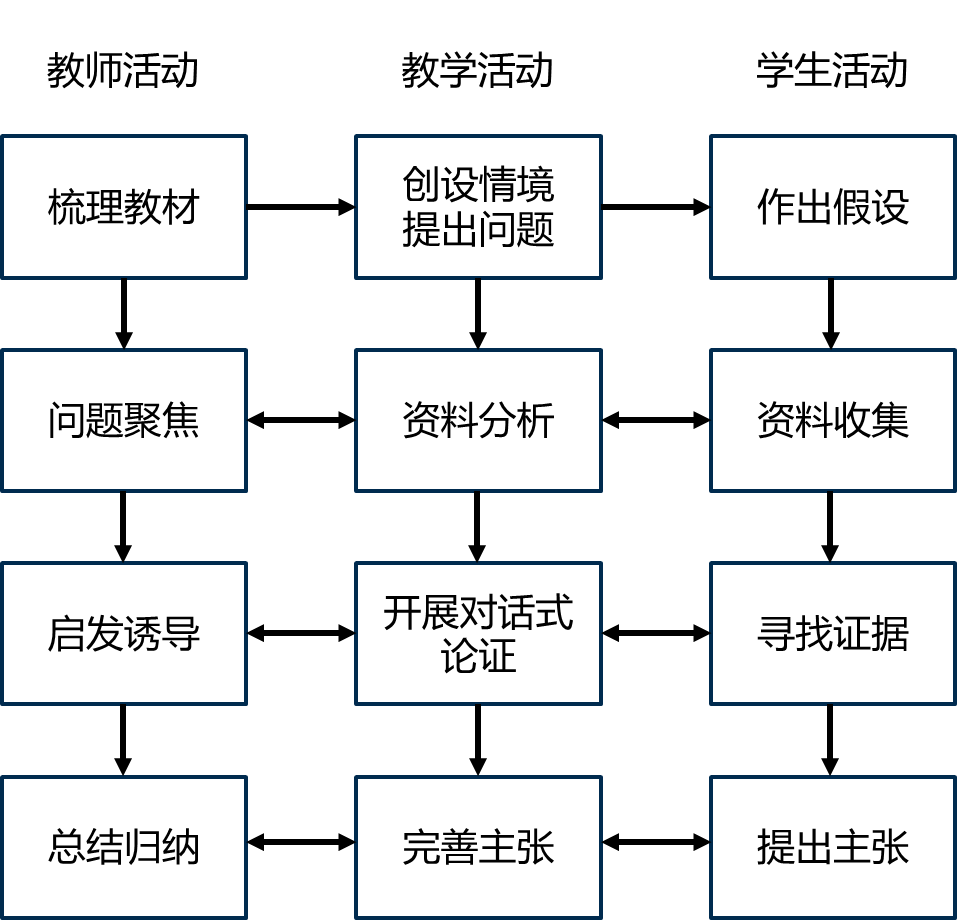 教师活动
教学活动
学生活动
梳理教材
创设情境
提出问题
作出假设
问题聚焦
资料分析
资料收集
启发诱导
开展对话式
论证
寻找证据
总结归纳
完善主张
提出主张